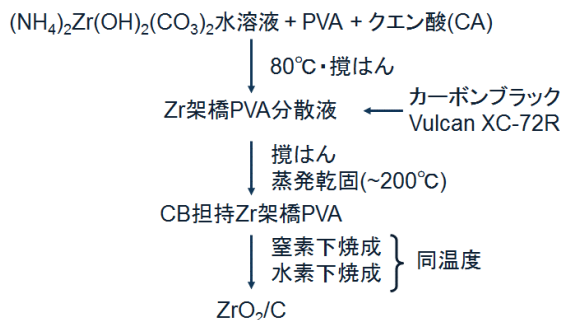 (NH₄)₂Zr(OH)₂(CO₃)₂水溶液 + PVA + クエン酸(CA)
80℃・撹はん
Zr架橋PVA分散液
カーボンブラック
Vulcan XC-72R
撹はん
蒸発乾固(~200℃)
CB担持Zr架橋PVA
窒素下焼成
水素下焼成
同温度
ZrO₂/C